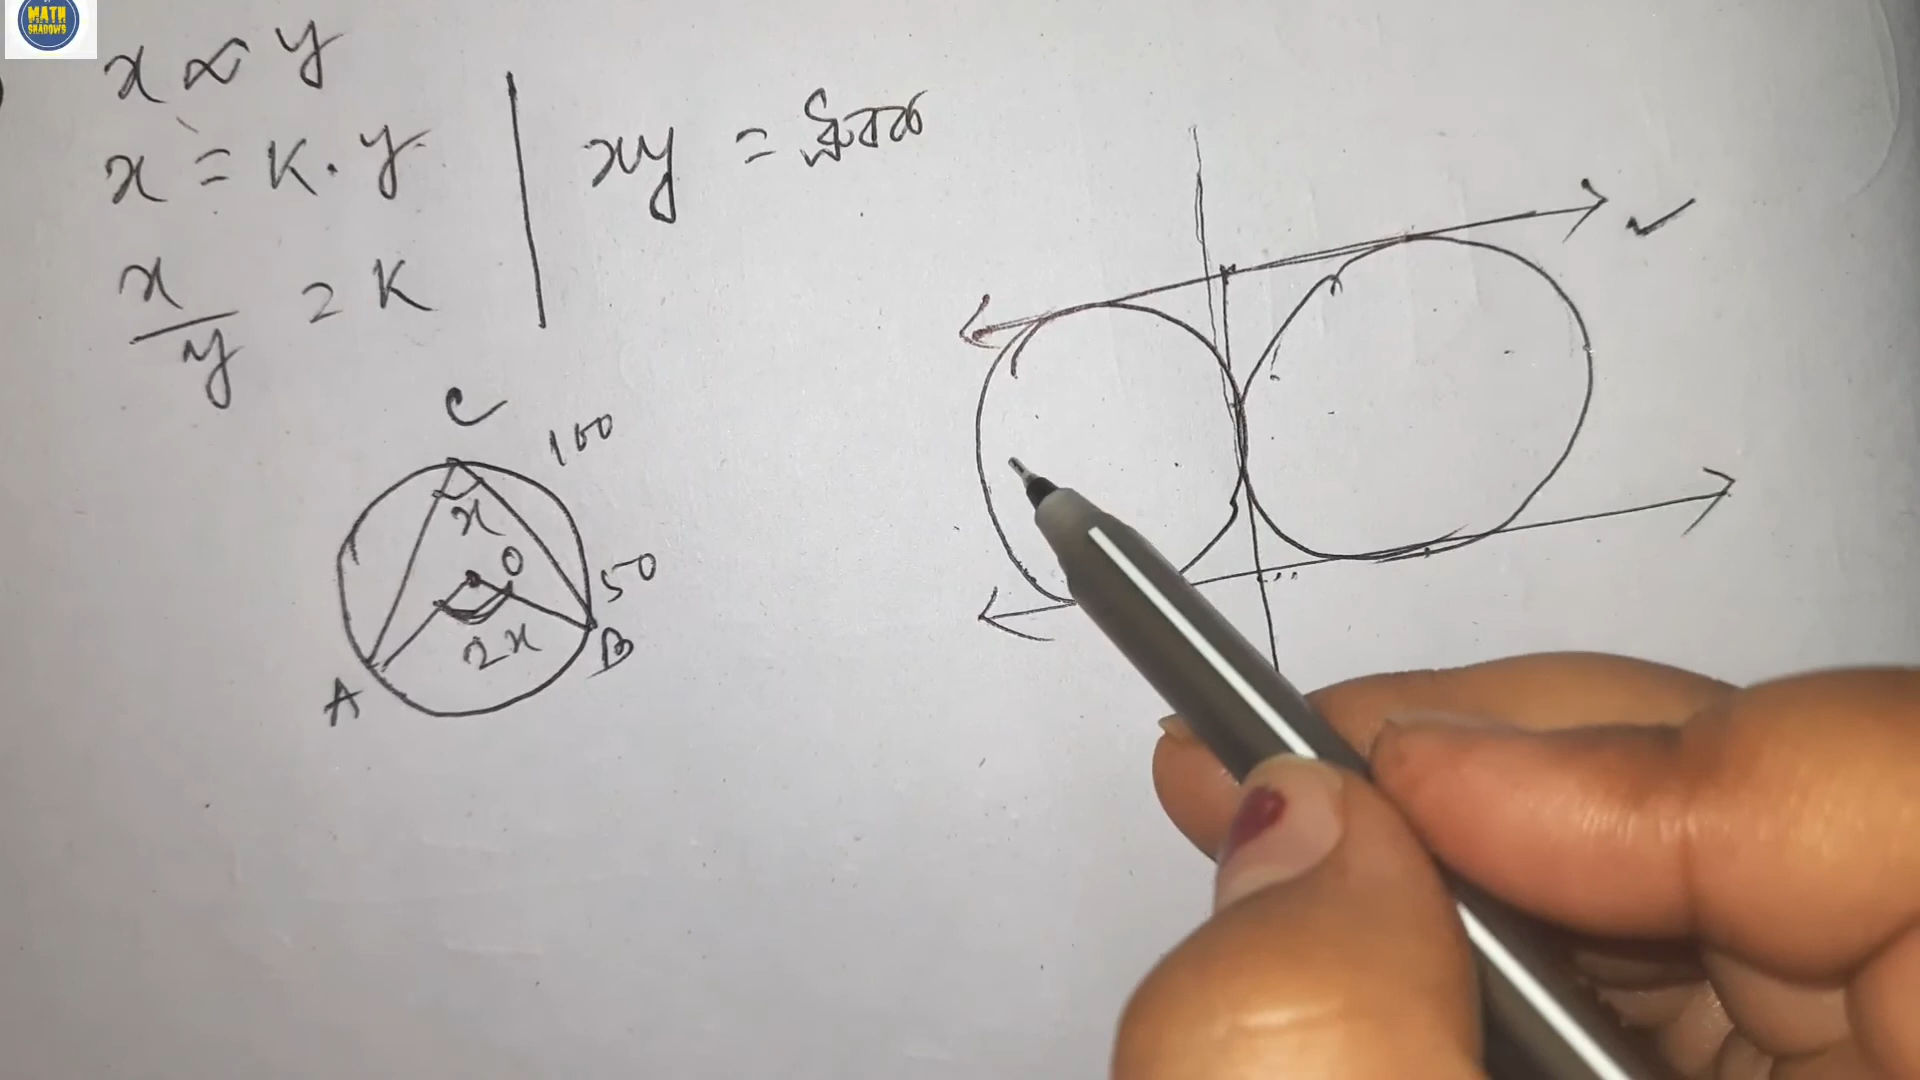 MATH
SHADOWS
x ∝ y
x = K. y
x/y = K
xy = ধ্রুবক
C
100
x
O
50
2x
B
A